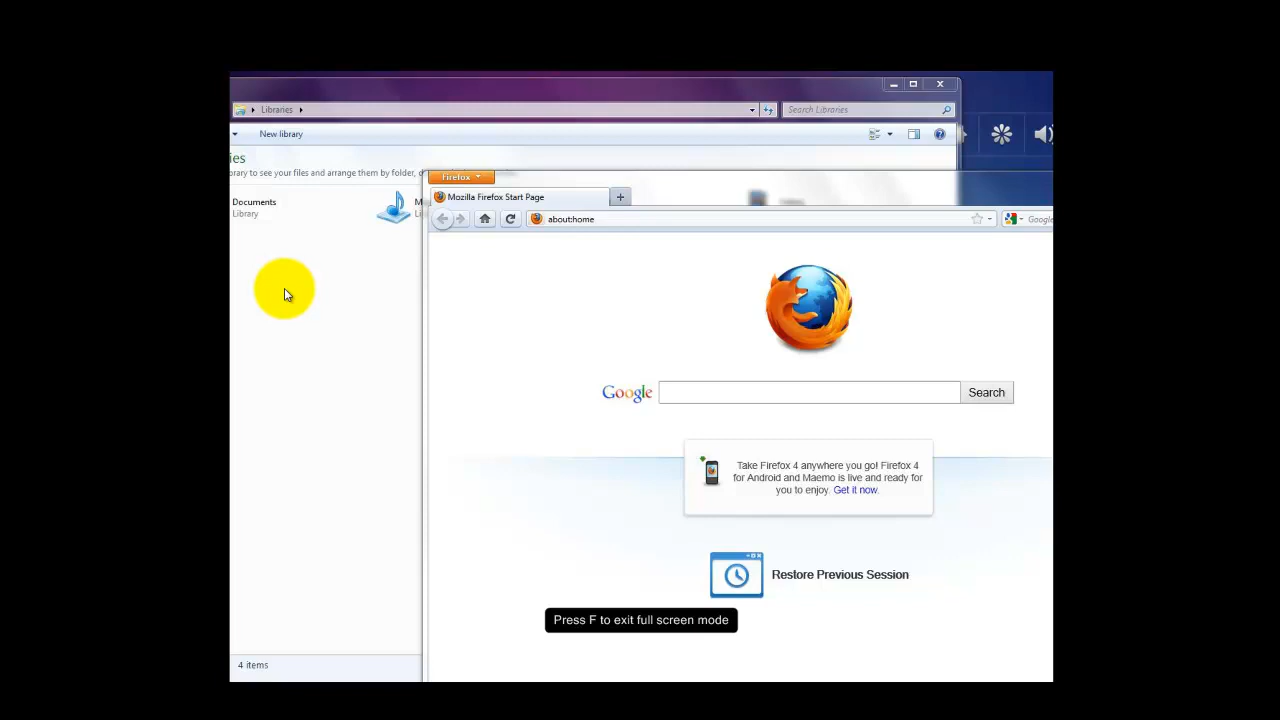 Libraries
Search Libraries
New library
ies
ibrary to see your files and arrange them by folder,
Firefox
Mozilla Firefox Start Page
Documents
Library
M
Li
about:home
Google
Google
Search
Take Firefox 4 anywhere you go! Firefox 4
for Android and Maemo is live and ready for
you to enjoy. Get it now.
Restore Previous Session
Press F to exit full screen mode
4 items